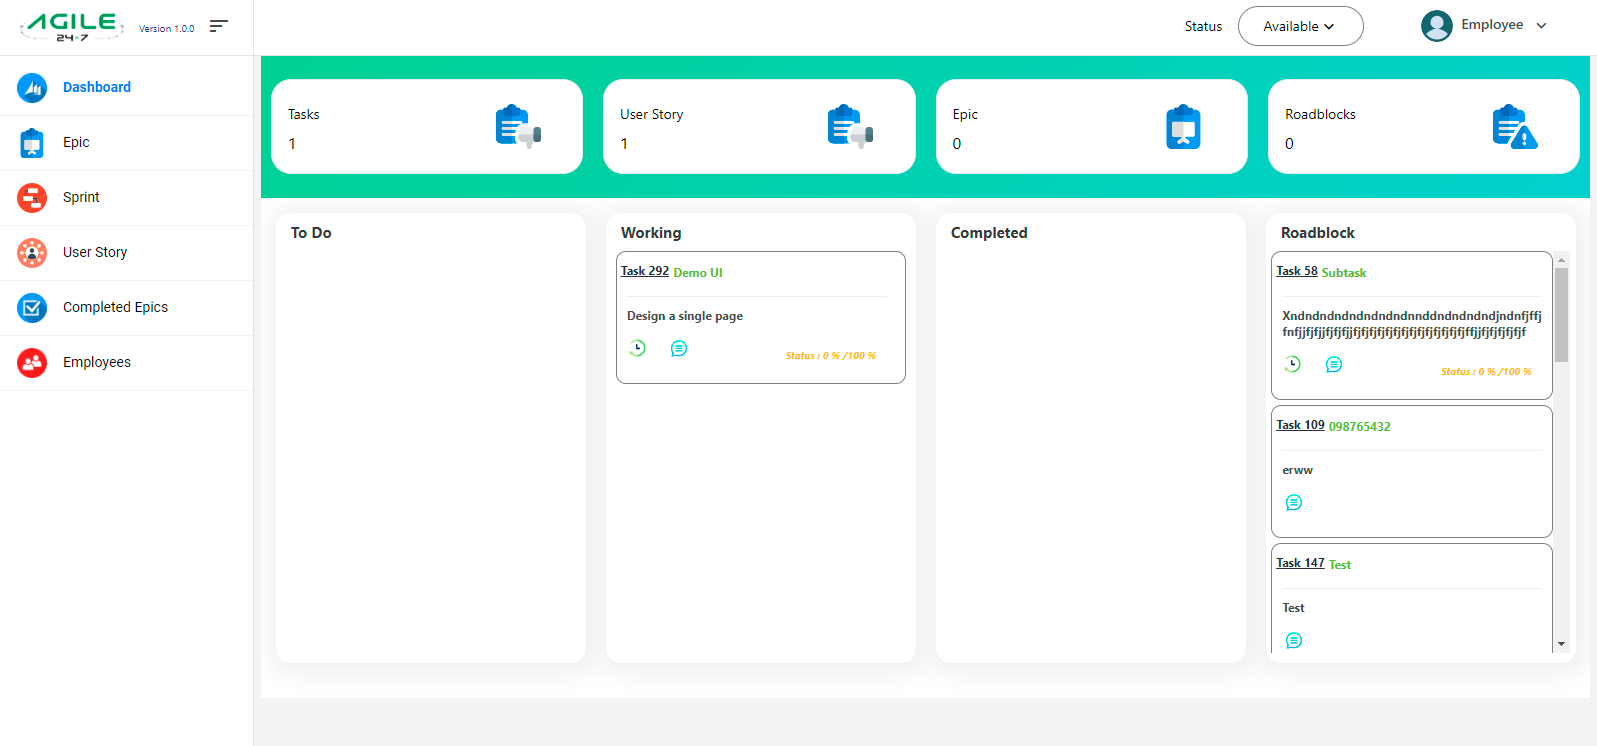 AGILE
24×7
Version 1.0.0
Status
Available
Employee
Dashboard
Epic
Sprint
User Story
Completed Epics
Employees
Tasks
1
User Story
1
Epic
0
Roadblocks
0
To Do
Working
Task 292 Demo UI
Design a single page
Status : 0 % /100 %
Completed
Roadblock
Task 58 Subtask
Status : 0 % /100 %
Task 109 098765432
erww
Task 147 Test
Test